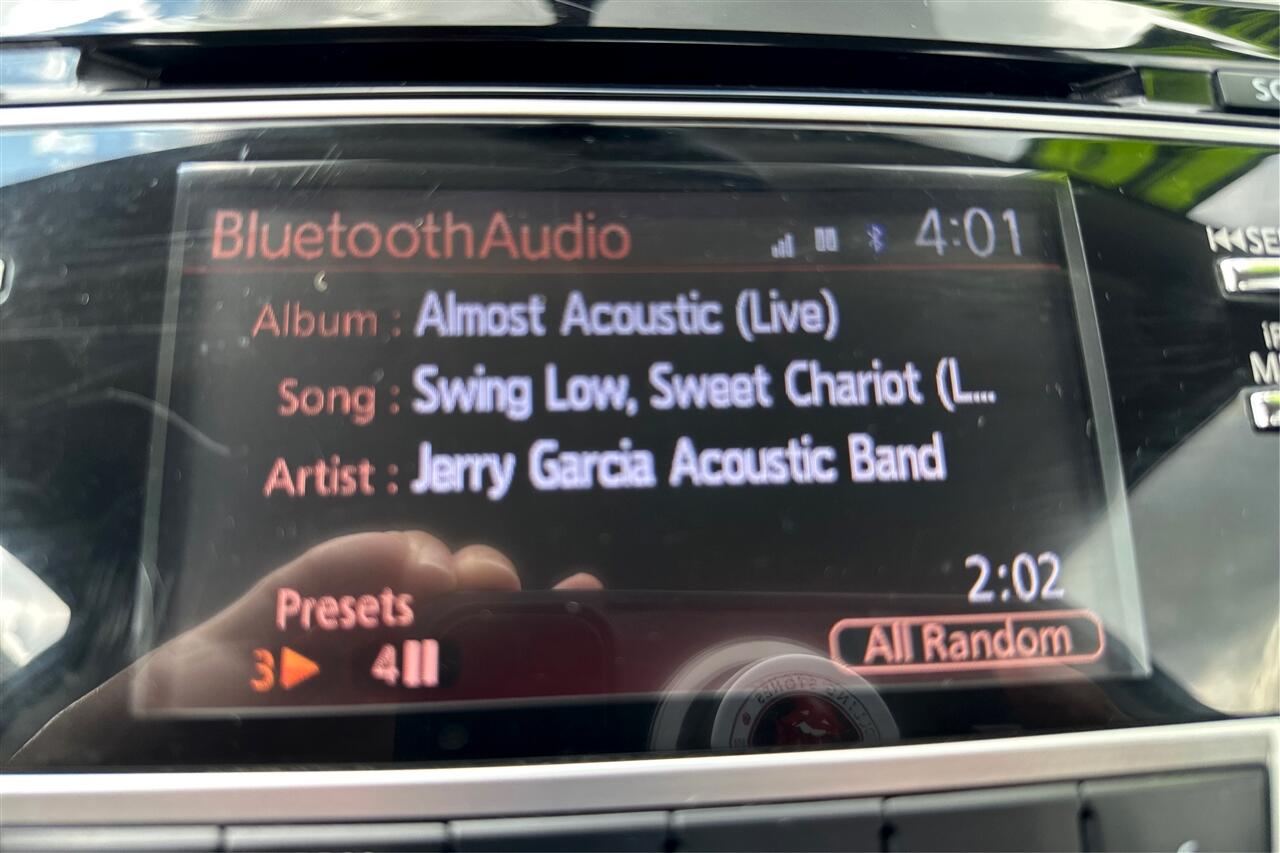 BluetoothAudio 4:01
Album : Almost Acoustic (Live)
Song : Swing Low, Sweet Chariot (L...
Artist : Jerry Garcia Acoustic Band
2:02
Presets
All Random
3 4